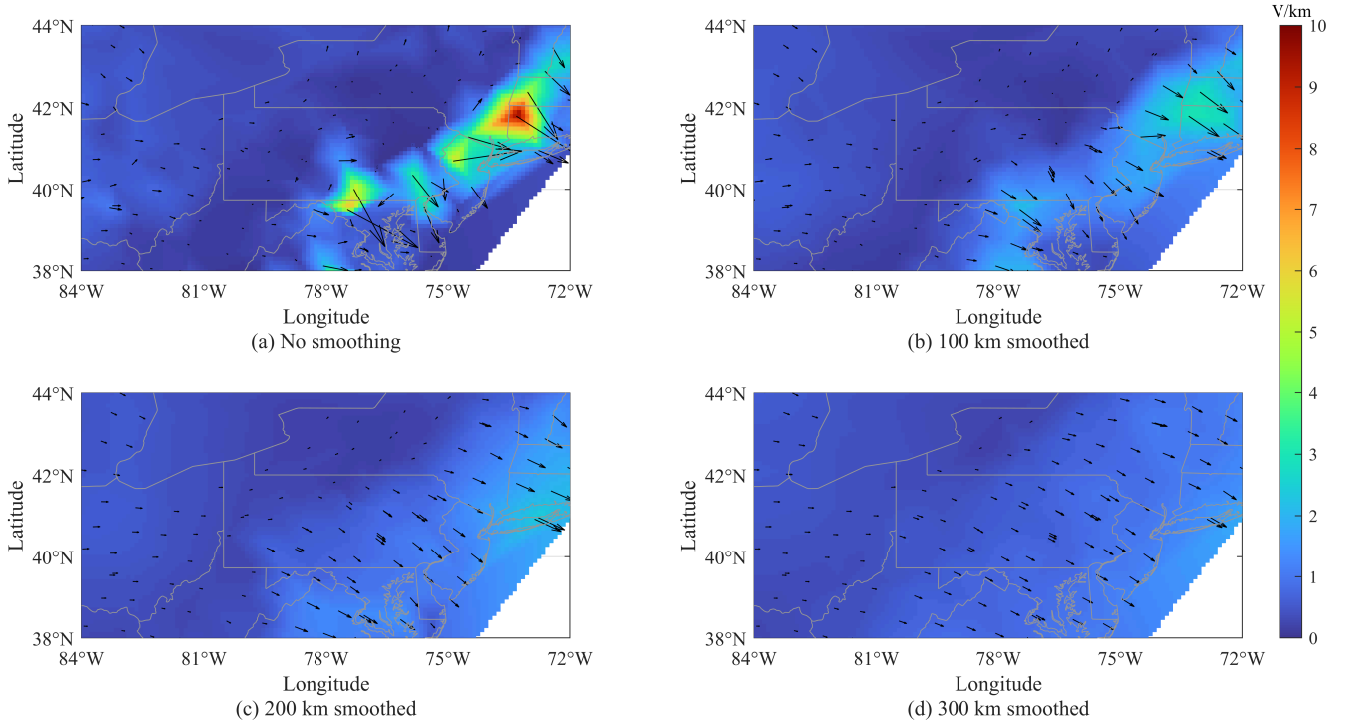 V/km
44°N
42°N
40°N
38°N
Latitude
84°W 81°W 78°W 75°W 72°W
Longitude
(a) No smoothing
44°N
42°N
40°N
38°N
Latitude
84°W 81°W 78°W 75°W 72°W
Longitude
(b) 100 km smoothed
10
9
8
7
6
5
4
3
2
1
0
44°N
42°N
40°N
38°N
Latitude
84°W 81°W 78°W 75°W 72°W
Longitude
(c) 200 km smoothed
44°N
42°N
40°N
38°N
Latitude
84°W 81°W 78°W 75°W 72°W
Longitude
(d) 300 km smoothed